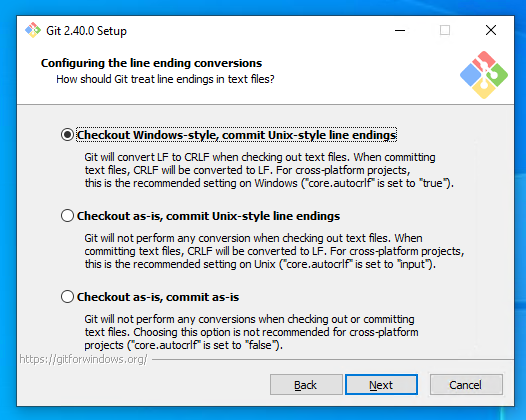 Git 2.40.0 Setup
Configuring the line ending conversions
How should Git treat line endings in text files?
Checkout Windows-style, commit Unix-style line endings
Git will convert LF to CRLF when checking out text files. When committing
text files, CRLF will be converted to LF. For cross-platform projects,
this is the recommended setting on Windows ("core.autocrlf" is set to "true").
Checkout as-is, commit Unix-style line endings
Git will not perform any conversion when checking out text files. When
committing text files, CRLF will be converted to LF. For cross-platform projects,
this is the recommended setting on Unix ("core.autocrlf" is set to "input").
Checkout as-is, commit as-is
Git will not perform any conversions when checking out or committing
text files. Choosing this option is not recommended for cross-platform
projects ("core.autocrlf" is set to "false").
https://gitforwindows.org/
Back Next Cancel